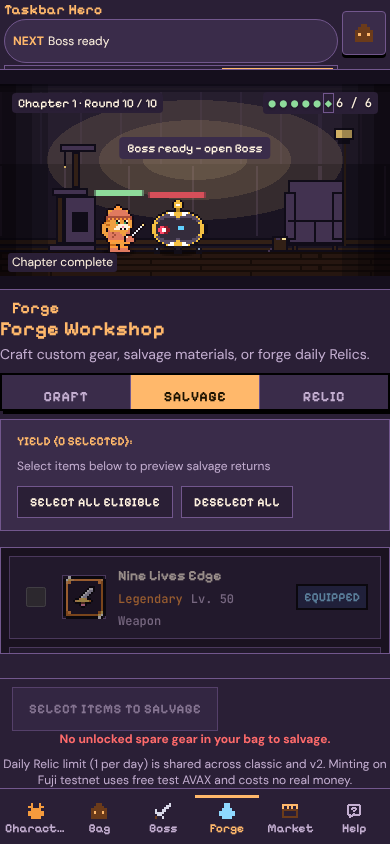 Taskbar Hero
NEXT Boss ready
Chapter 1 · Round 10 / 10
6 / 6
Boss ready - open Boss
Chapter complete
Forge
Forge Workshop
Craft custom gear, salvage materials, or forge daily Relics.
CRAFT
SALVAGE
RELIC
YIELD (0 SELECTED):
Select items below to preview salvage returns
SELECT ALL ELIGIBLE
DESELECT ALL
Nine Lives Edge
Legendary Lv. 50
Weapon
EQUIPPED
SELECT ITEMS TO SALVAGE
No unlocked spare gear in your bag to salvage.
Daily Relic limit (1 per day) is shared across classic and v2. Minting on
Fuji testnet uses free test AVAX and costs no real money.
Charact...
Bag
Boss
Forge
Market
Help